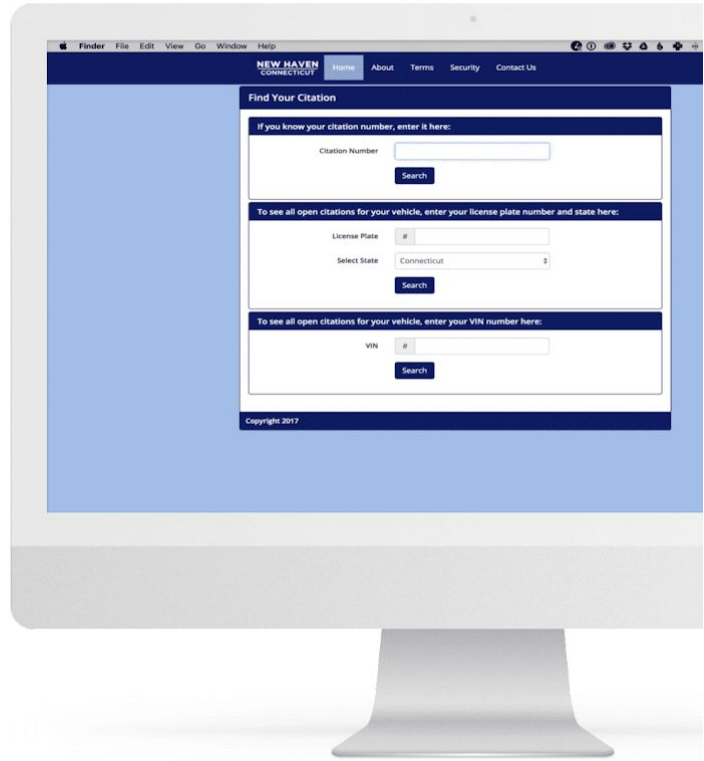 Finder File Edit View Go Window Help
NEW HAVEN
CONNECTICUT
Home About Terms Security Contact Us
Find Your Citation
If you know your citation number, enter it here:
Citation Number
Search
To see all open citations for your vehicle, enter your license plate number and state here:
License Plate #
Select State Connecticut
Search
To see all open citations for your vehicle, enter your VIN number here:
VIN #
Search
Copyright 2017